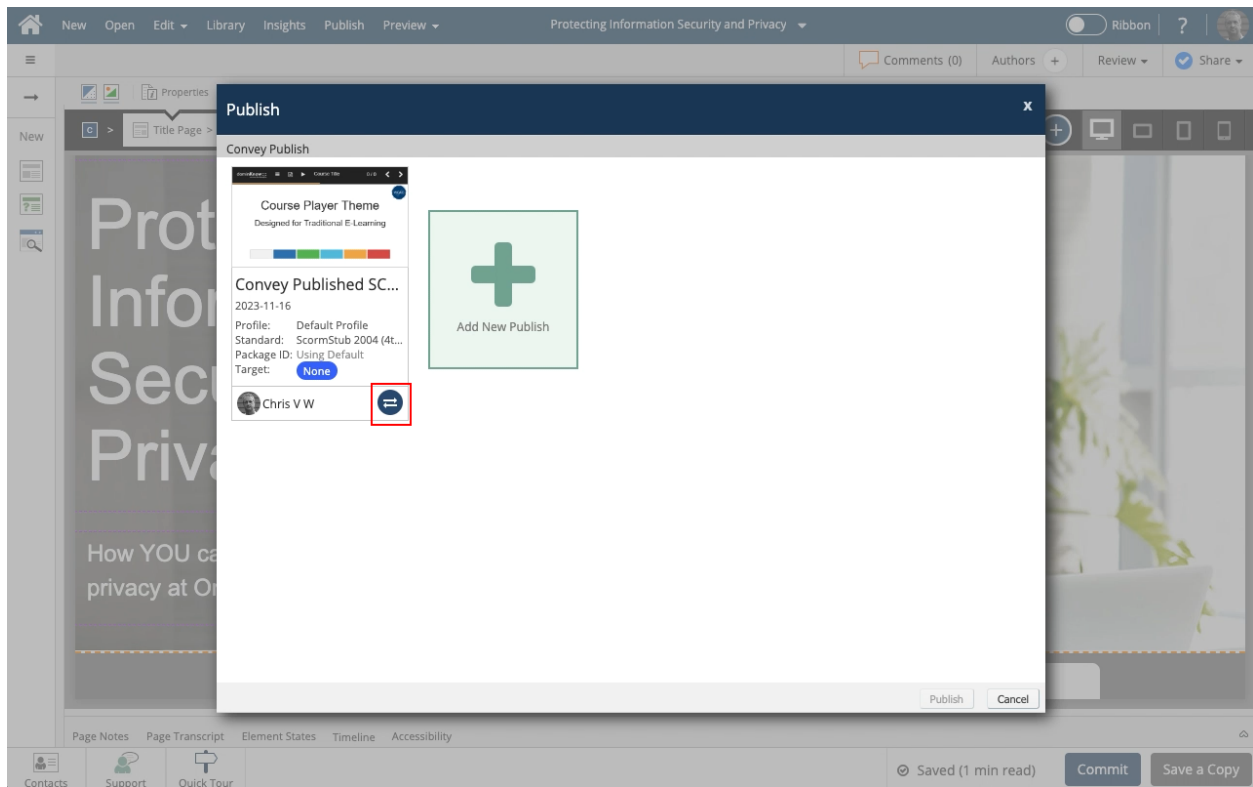 New Open Edit Library Insights Publish Preview Protecting Information Security and Privacy Ribbon ?
Comments (0) Authors + Review Share
Properties
New
C > Title Page >
Publish x
Convey Publish
Course Title
Course Player Theme
Designed for Traditional E-Learning
Convey Published SC...
2023-11-16
Profile: Default Profile
Standard: ScormStub 2004 (4t...
Package ID: Using Default
Target: None
Chris V W
Add New Publish
Prot
Infor
Secu
Priva
How YOU ca
privacy at Or
Publish Cancel
Page Notes Page Transcript Element States Timeline Accessibility
Contacts Support Quick Tour
Saved (1 min read) Commit Save a Copy